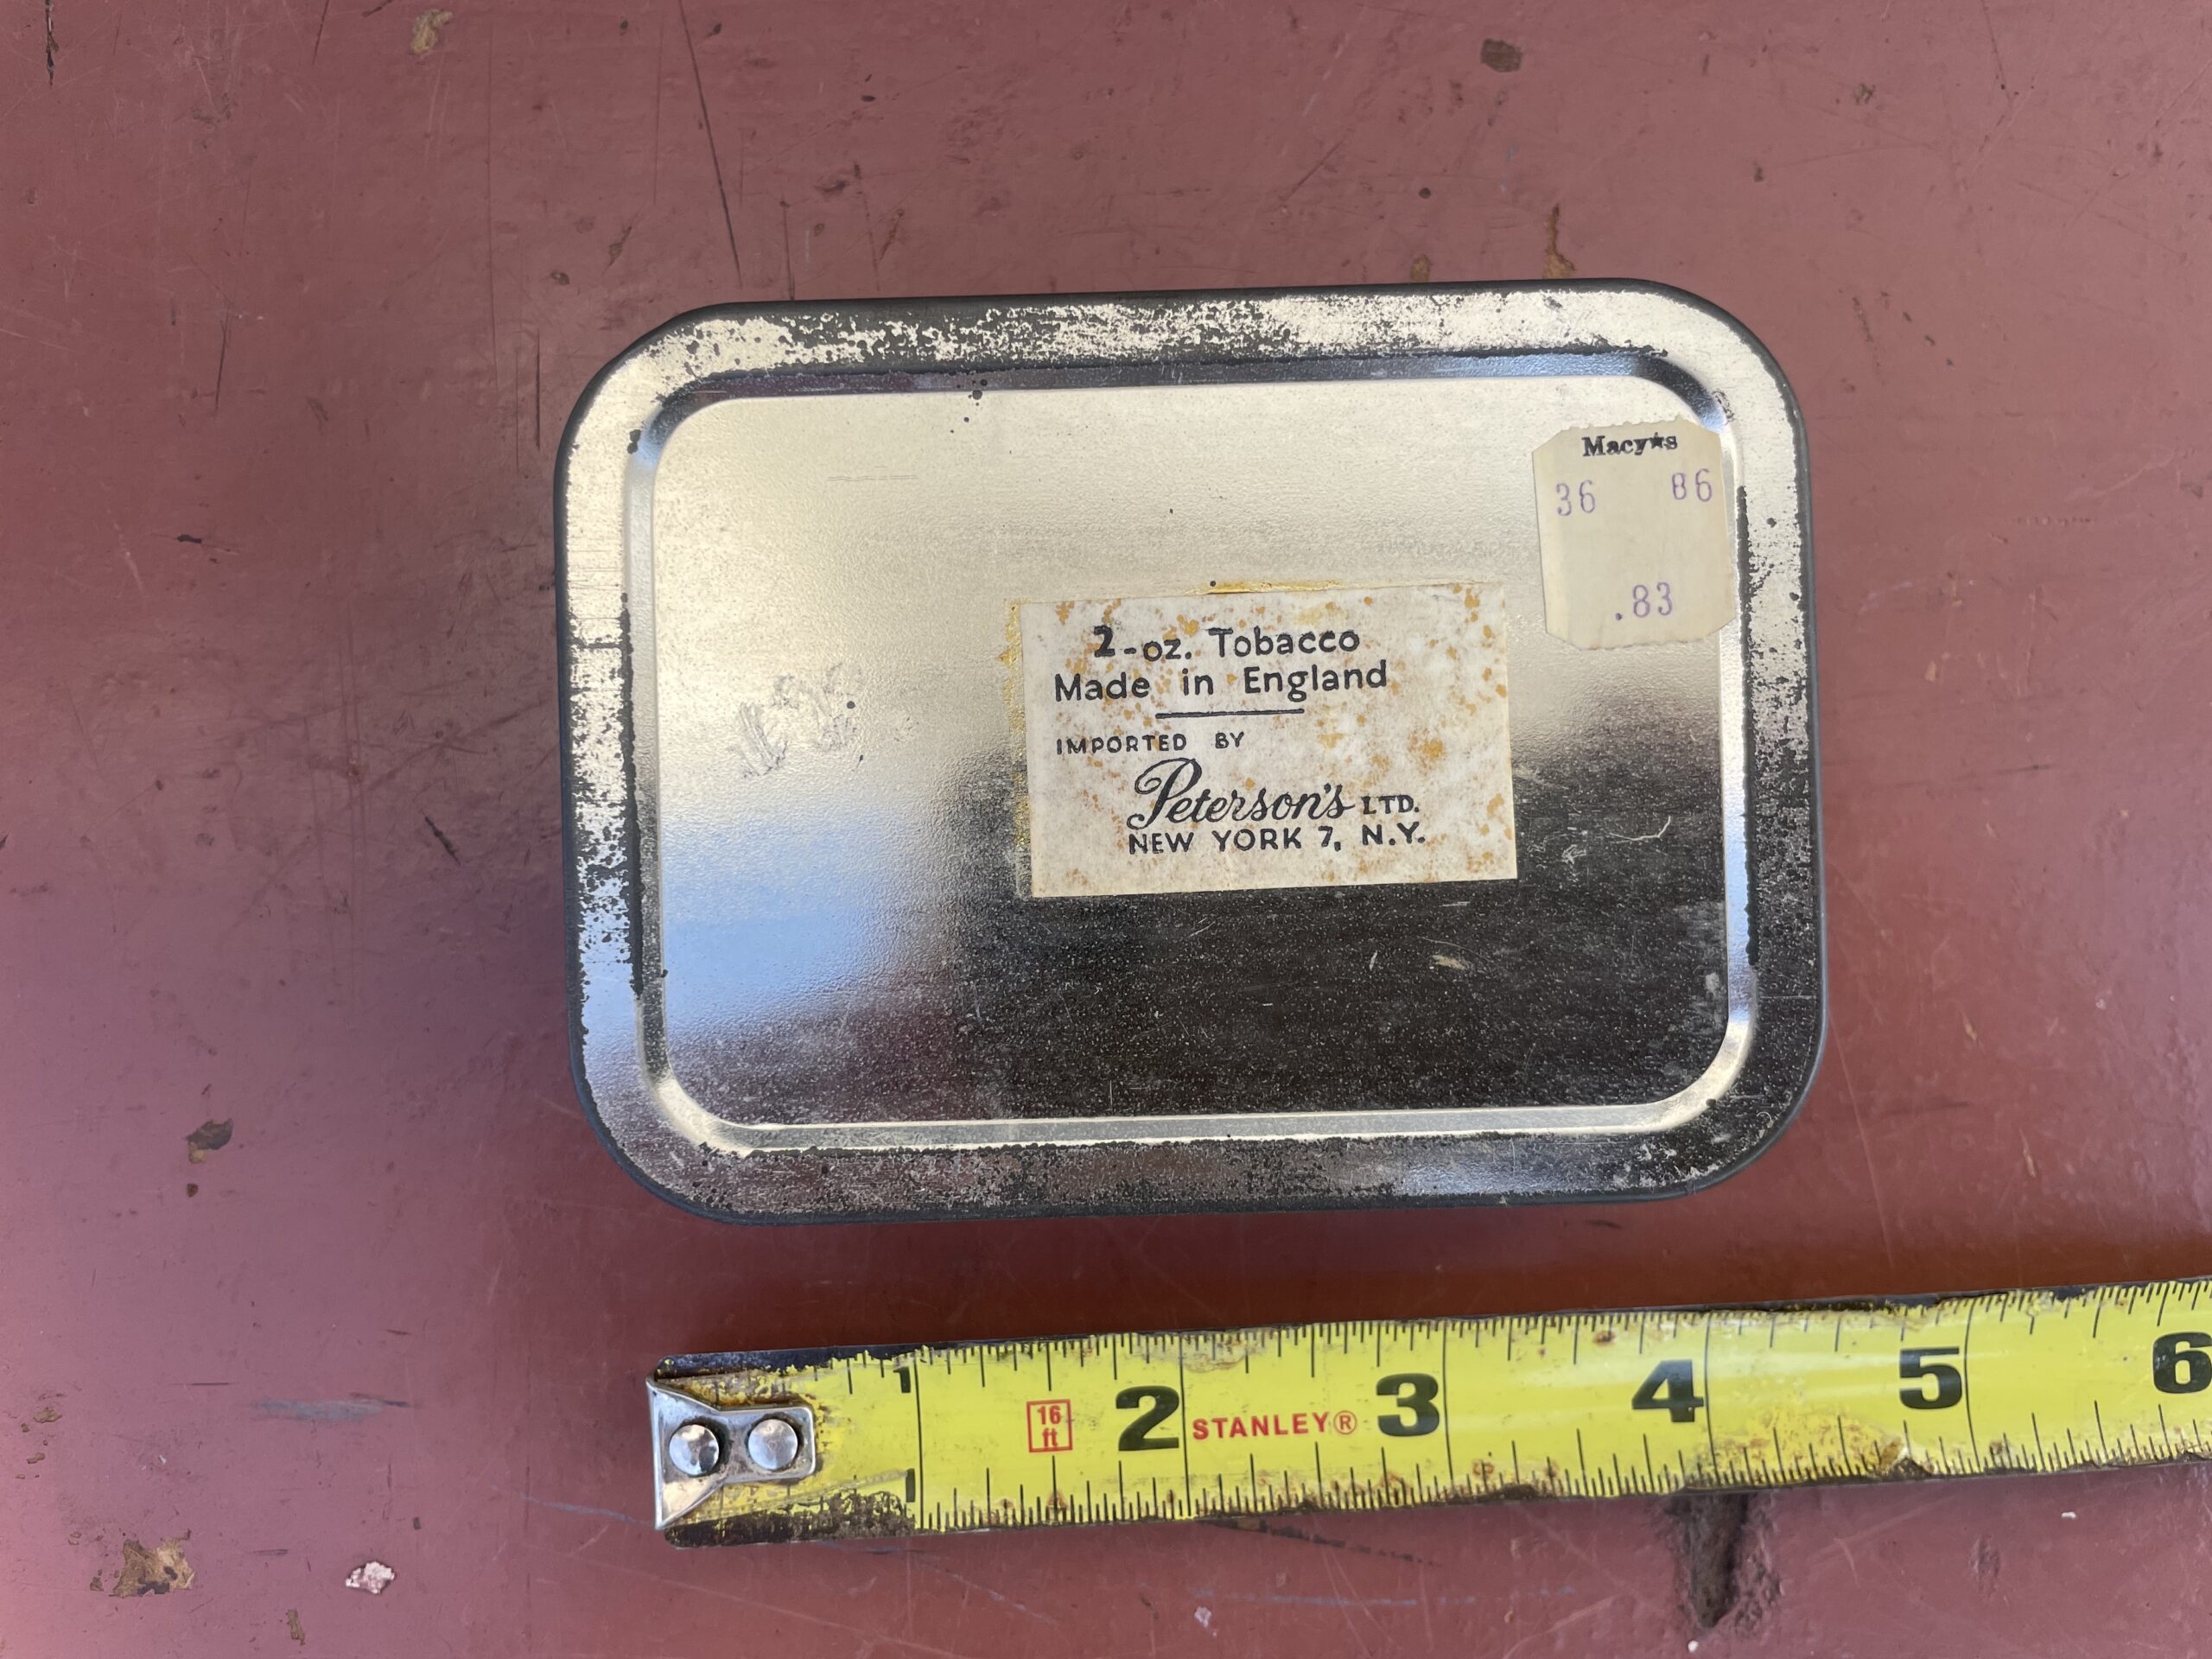 Macy★s
36 86
.83
2-oz. Tobacco
Made in England
IMPORTED BY
Peterson's LTD.
NEW YORK 7, N.Y.
1 2 3 4 5 6
16
ft
STANLEY®
1